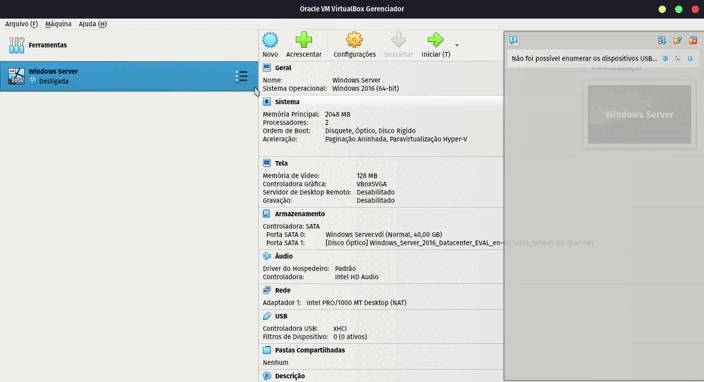 Oracle VM VirtualBox Gerenciador
Arquivo (F) Máquina Ajuda (H)
Ferramentas
Novo Acrescentar Configurações Descartar Iniciar (T)
Windows Server
Desligada
Geral
Nome: Windows Server
Sistema Operacional: Windows 2016 (64-bit)
Sistema
Memória Principal: 2048 MB
Processadores: 2
Ordem de Boot: Disquete, Óptico, Disco Rígido
Aceleração: Paginação Aninhada, Paravirtualização Hyper-V
Tela
Memória de Vídeo: 128 MB
Controladora Gráfica: VBoxSVGA
Servidor de Desktop Remoto: Desabilitado
Gravação: Desabilitado
Armazenamento
Controladora: SATA
Porta SATA 0: Windows Server.vdi (Normal, 40,00 GB)
Porta SATA 1: [Disco Óptico] Windows_Server_2016_Datacenter_EVAL_en-
Áudio
Driver do Hospedeiro: Padrão
Controladora: Intel HD Audio
Rede
Adaptador 1: Intel PRO/1000 MT Desktop (NAT)
USB
Controladora USB: xHCI
Filtros de Dispositivo: 0 (0 ativos)
Pastas Compartilhadas
Nenhum
Descrição
Não foi possível enumerar os dispositivos USB...
Windows Server